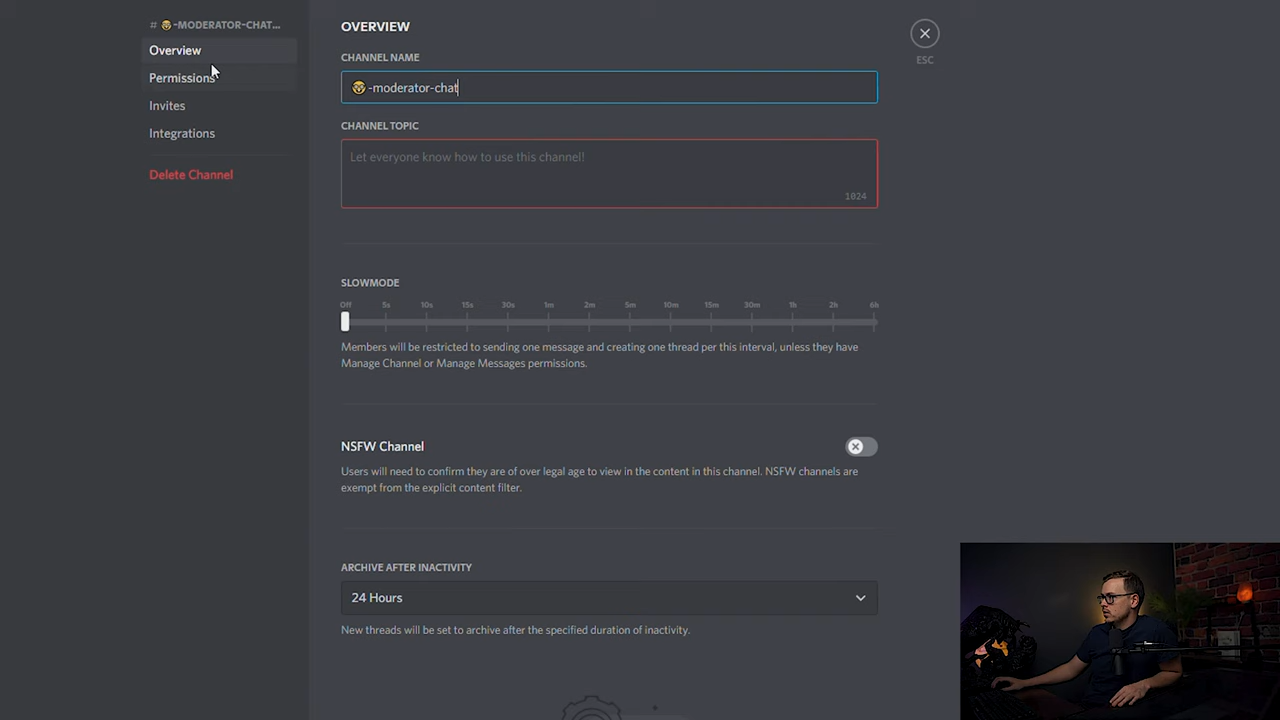 # 🤓-MODERATOR-CHAT...
Overview
Permissions
Invites
Integrations
Delete Channel
OVERVIEW
ESC
CHANNEL NAME
🤓-moderator-chat
CHANNEL TOPIC
Let everyone know how to use this channel!
1024
SLOWMODE
Off 5s 10s 15s 30s 1m 2m 5m 10m 15m 30m 1h 2h 6h
Members will be restricted to sending one message and creating one thread per this interval, unless they have
Manage Channel or Manage Messages permissions.
NSFW Channel
Users will need to confirm they are of over legal age to view in the content in this channel. NSFW channels are
exempt from the explicit content filter.
ARCHIVE AFTER INACTIVITY
24 Hours
New threads will be set to archive after the specified duration of inactivity.